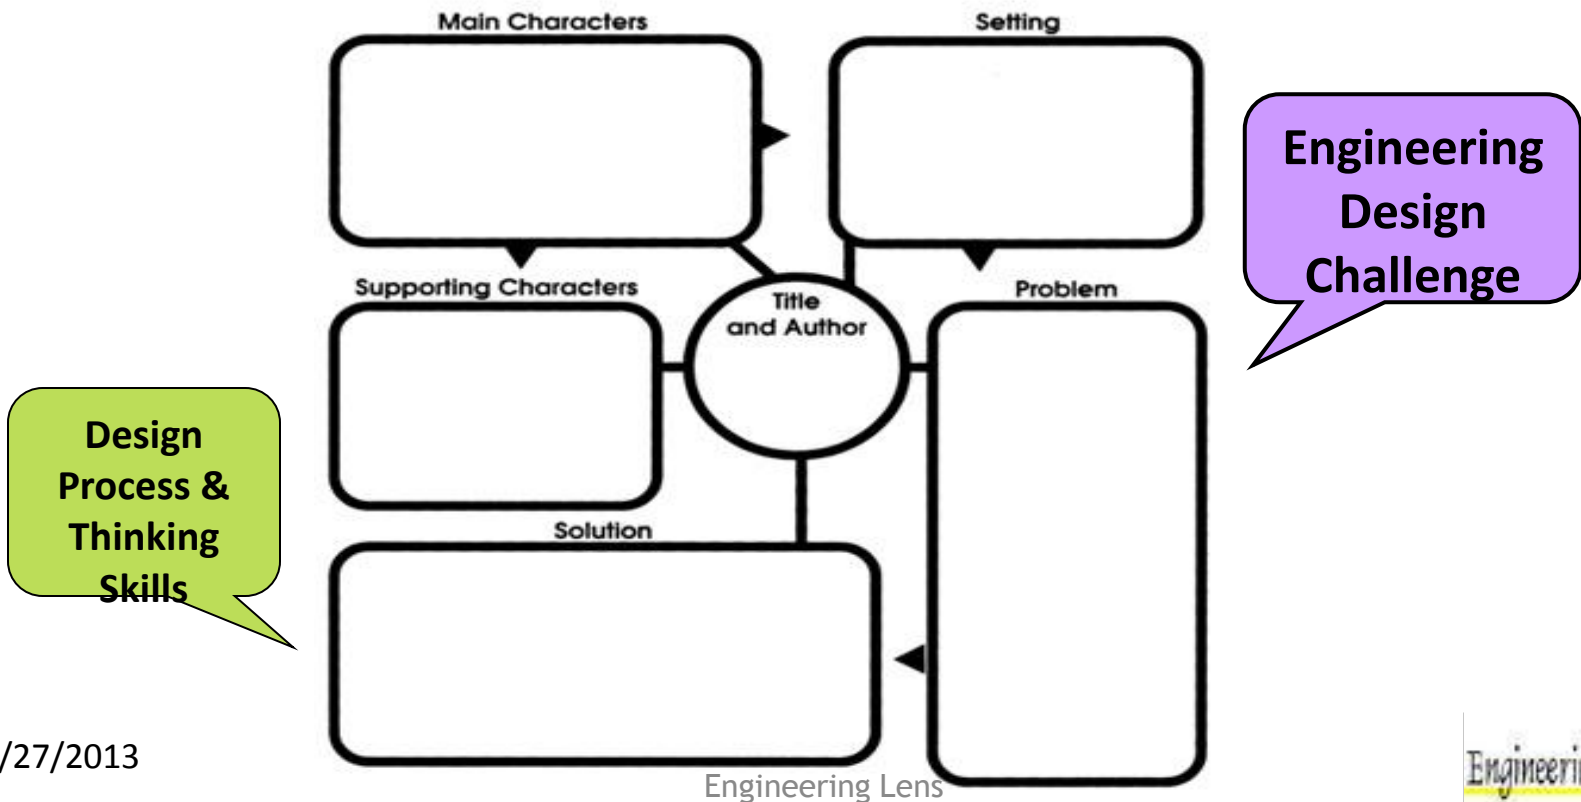 Main Characters
Setting
Engineering
Design
Challenge
Supporting Characters
Title
and Author
Problem
Design
Process &
Thinking
Skills
Solution
/27/2013
Engineering Lens